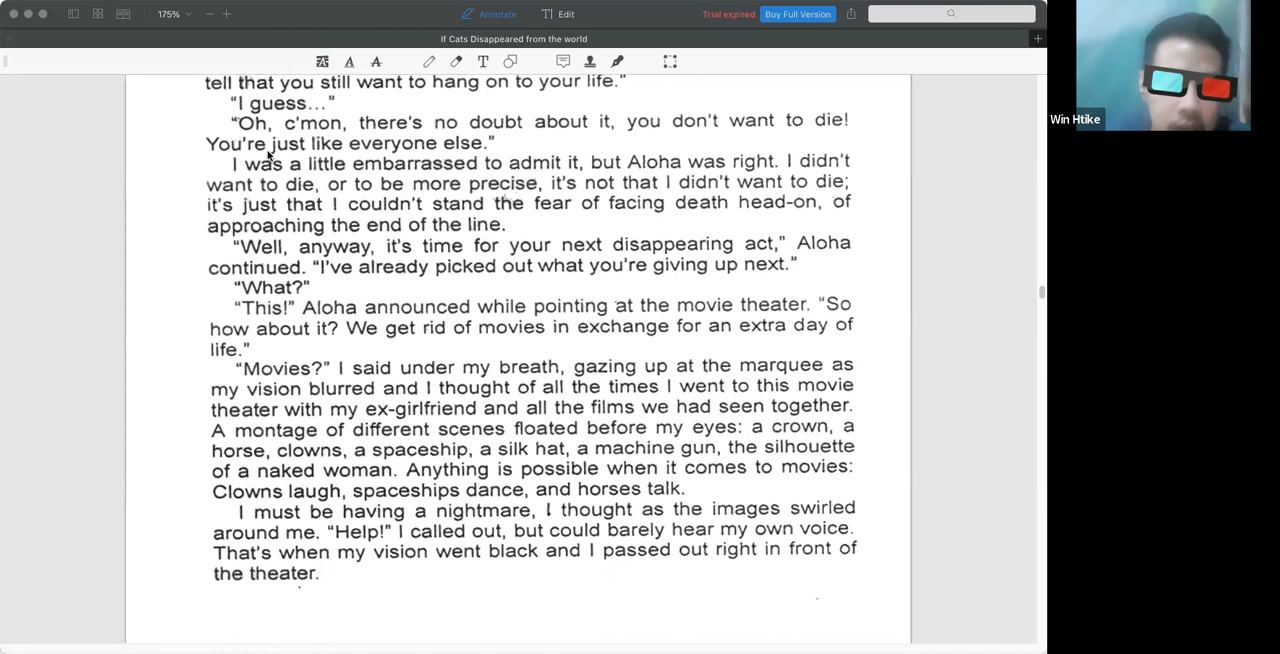 175%
Annotate
Edit
Trial expired
Buy Full Version
If Cats Disappeared from the world
tell that you still want to hang on to your life.”
“I guess...”
“Oh, c'mon, there's no doubt about it, you don't want to die!
You're just like everyone else.”
I was a little embarrassed to admit it, but Aloha was right. I didn't
want to die, or to be more precise, it's not that I didn't want to die;
it's just that I couldn't stand the fear of facing death head-on, of
approaching the end of the line.
“Well, anyway, it's time for your next disappearing act,” Aloha
continued. “I've already picked out what you're giving up next.”
“What?”
“This!” Aloha announced while pointing at the movie theater. “So
how about it? We get rid of movies in exchange for an extra day of
life.”
“Movies?” I said under my breath, gazing up at the marquee as
my vision blurred and I thought of all the times I went to this movie
theater with my ex-girlfriend and all the films we had seen together.
A montage of different scenes floated before my eyes: a crown, a
horse, clowns, a spaceship, a silk hat, a machine gun, the silhouette
of a naked woman. Anything is possible when it comes to movies:
Clowns laugh, spaceships dance, and horses talk.
I must be having a nightmare, I thought as the images swirled
around me. “Help!” I called out, but could barely hear my own voice.
That's when my vision went black and I passed out right in front of
the theater.
Win Htike